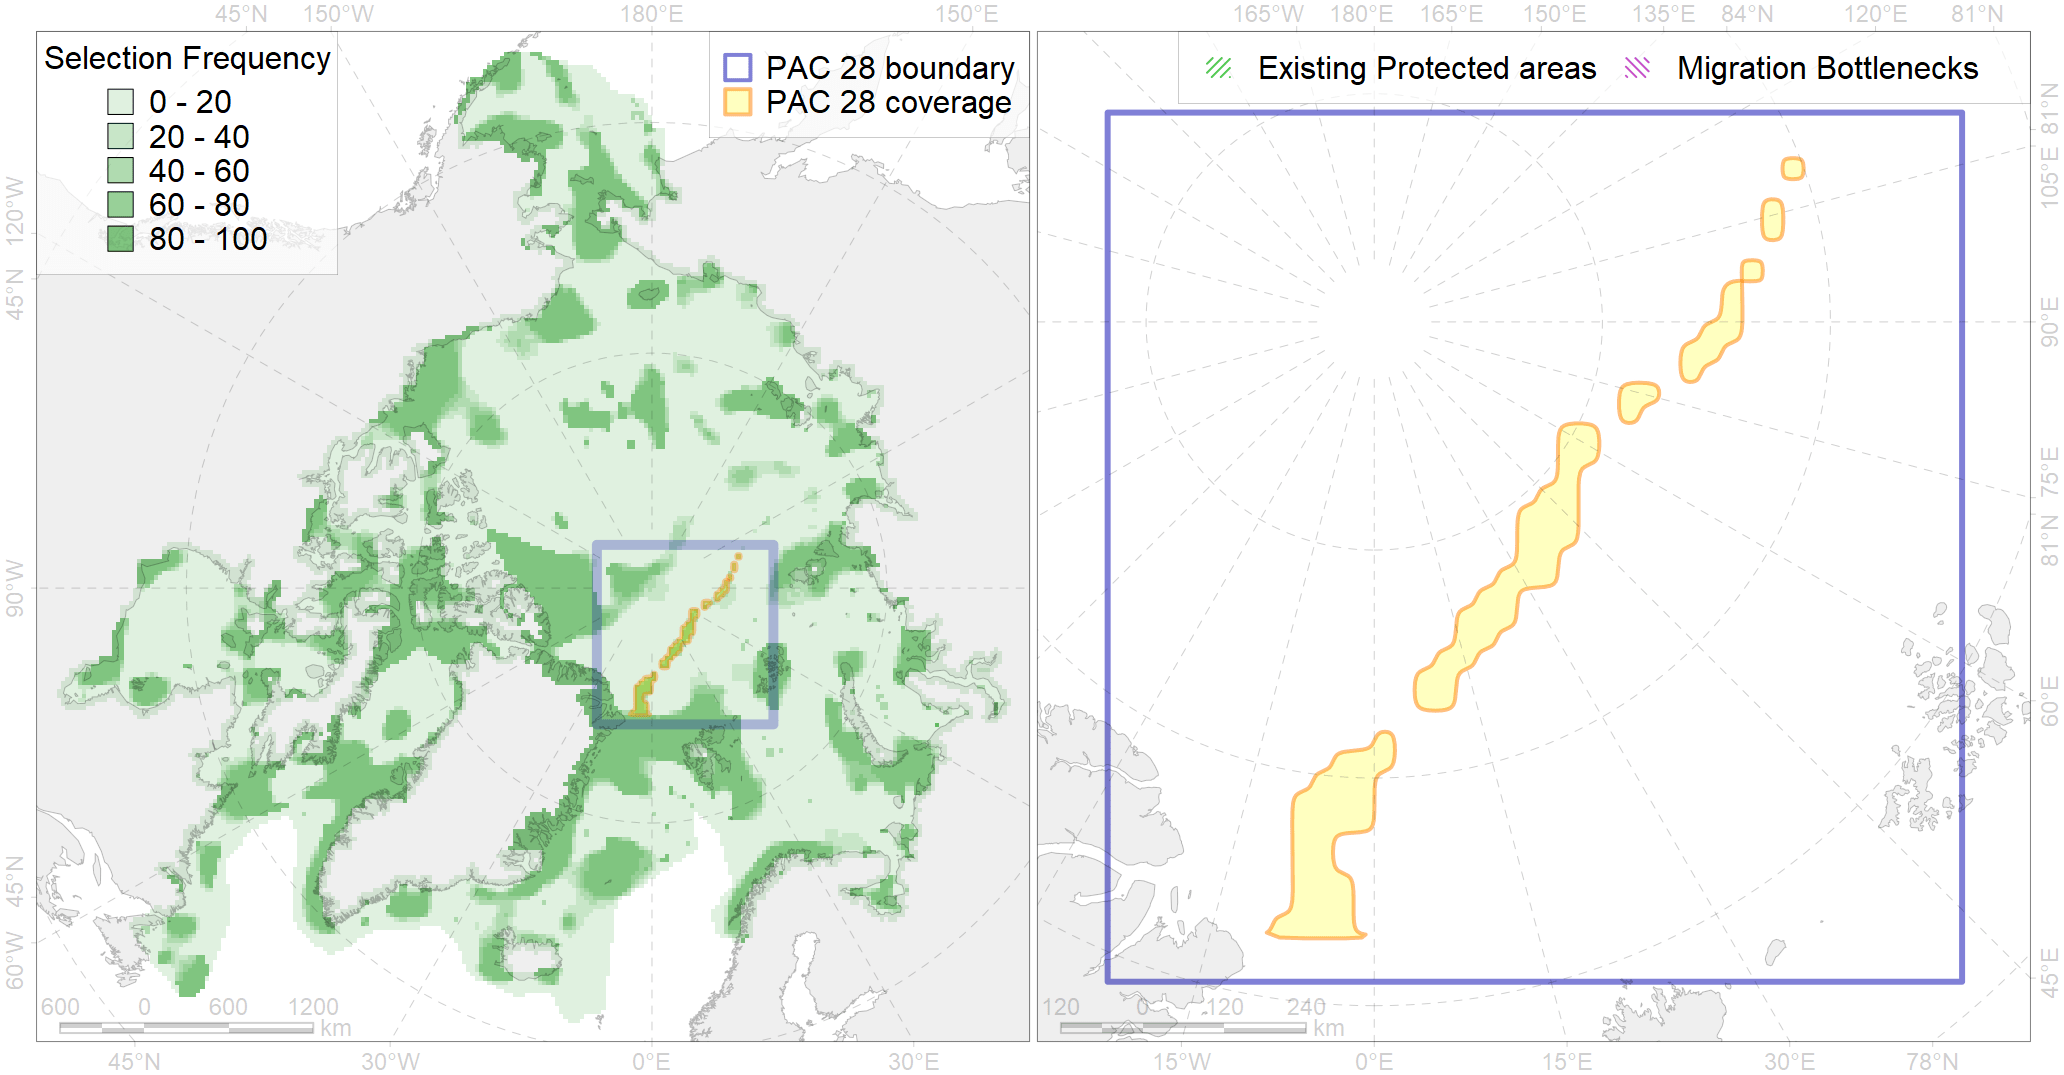 45°N 150°W 180°E 150°E
165°W 180°E 165°E 150°E 135°E 84°N 120°E 81°N
Selection Frequency
0 - 20
20 - 40
40 - 60
60 - 80
80 - 100
PAC 28 boundary
PAC 28 coverage
Existing Protected areas
Migration Bottlenecks
120°W
45°N
90°W
45°N
60°W
81°N
105°E
90°E
75°E
81°N
60°E
45°E
600 0 600 1200
km
120 0 120 240
km
45°N 30°W 0°E 30°E
15°W 0°E 15°E 30°E 78°N